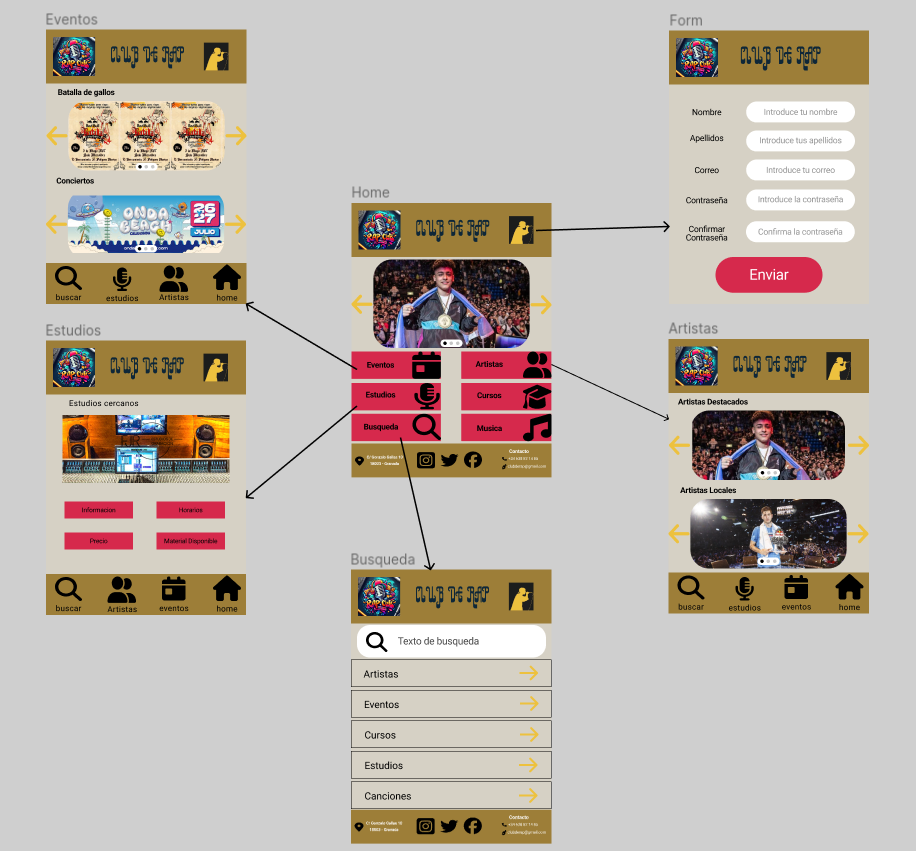 Eventos
CLUB DE RAP
Batalla de gallos
Conciertos
ONDA
BEACH
26
27
JULIO
buscar
estudios
Artistas
home
Form
CLUB DE RAP
Nombre
Introduce tu nombre
Apellidos
Introduce tus apellidos
Correo
Introduce tu correo
Contraseña
Introduce la contraseña
Confirmar
Contraseña
Confirma la contraseña
Enviar
Home
CLUB DE RAP
Eventos
Artistas
Estudios
Cursos
Busqueda
Musica
Contacto
18003 - Granada
Estudios
CLUB DE RAP
Estudios cercanos
Informacion
Horarios
Precio
Material Disponible
buscar
Artistas
eventos
home
Artistas
CLUB DE RAP
Artistas Destacados
Artistas Locales
buscar
estudios
eventos
home
Busqueda
CLUB DE RAP
Texto de busqueda
Artistas
Eventos
Cursos
Estudios
Canciones
Contacto
18003 - Granada